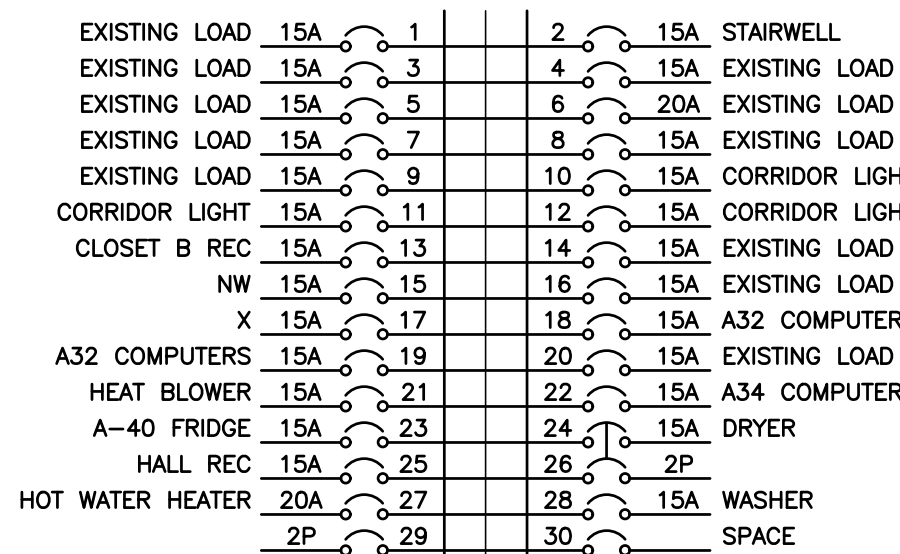 EXISTING LOAD 15A 1 2 15A STAIRWELL
EXISTING LOAD 15A 3 4 15A EXISTING LOAD
EXISTING LOAD 15A 5 6 20A EXISTING LOAD
EXISTING LOAD 15A 7 8 15A EXISTING LOAD
EXISTING LOAD 15A 9 10 15A CORRIDOR LIGH
CORRIDOR LIGHT 15A 11 12 15A CORRIDOR LIGH
CLOSET B REC 15A 13 14 15A EXISTING LOAD
NW 15A 15 16 15A EXISTING LOAD
X 15A 17 18 15A A32 COMPUTER
A32 COMPUTERS 15A 19 20 15A EXISTING LOAD
HEAT BLOWER 15A 21 22 15A A34 COMPUTER
A-40 FRIDGE 15A 23 24 15A DRYER
HALL REC 15A 25 26 2P
HOT WATER HEATER 20A 27 28 15A WASHER
2P 29 30 SPACE